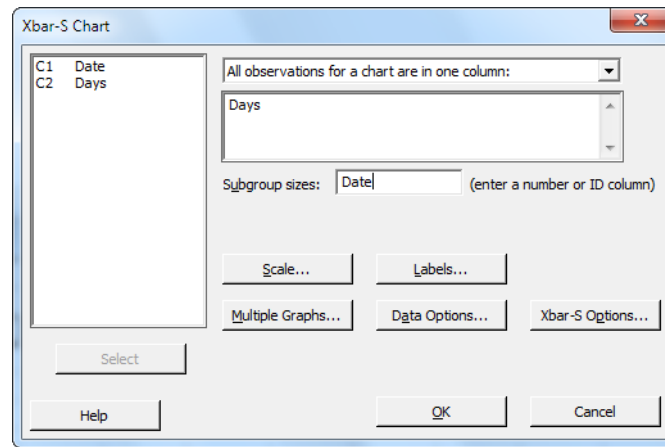 Xbar-S Chart
C1 Date
C2 Days
All observations for a chart are in one column:
Days
Subgroup sizes: Date (enter a number or ID column)
Scale... Labels...
Multiple Graphs... Data Options... Xbar-S Options...
Select
Help OK Cancel